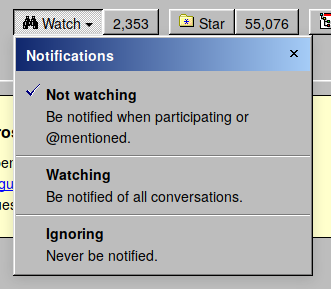 Watch 2,353 Star 55,076
Notifications ×
Not watching
Be notified when participating or
@mentioned.
Watching
Be notified of all conversations.
Ignoring
Never be notified.